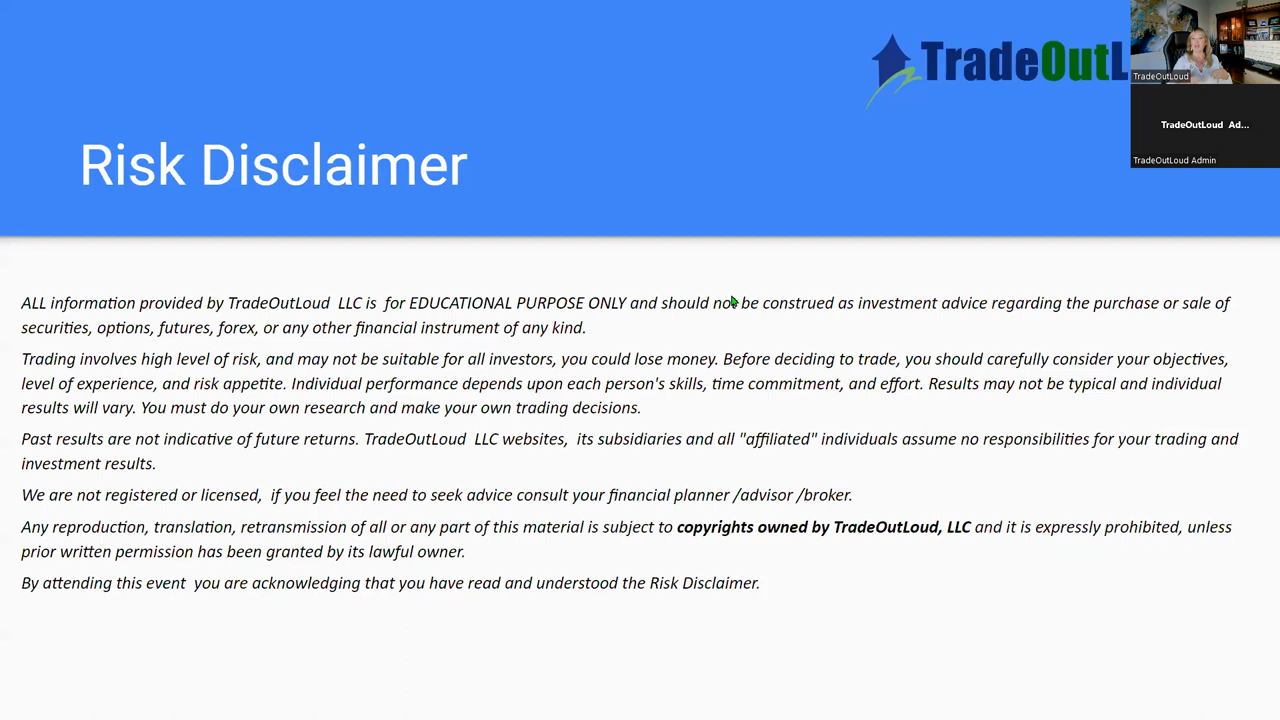 TradeOutL
TradeOutLoud
TradeOutLoud Ad...
TradeOutLoud Admin
Risk Disclaimer
ALL information provided by TradeOutLoud LLC is for EDUCATIONAL PURPOSE ONLY and should not be construed as investment advice regarding the purchase or sale of
securities, options, futures, forex, or any other financial instrument of any kind.
Trading involves high level of risk, and may not be suitable for all investors, you could lose money. Before deciding to trade, you should carefully consider your objectives,
level of experience, and risk appetite. Individual performance depends upon each person's skills, time commitment, and effort. Results may not be typical and individual
results will vary. You must do your own research and make your own trading decisions.
Past results are not indicative of future returns. TradeOutLoud LLC websites, its subsidiaries and all "affiliated" individuals assume no responsibilities for your trading and
investment results.
We are not registered or licensed, if you feel the need to seek advice consult your financial planner /advisor /broker.
Any reproduction, translation, retransmission of all or any part of this material is subject to copyrights owned by TradeOutLoud, LLC and it is expressly prohibited, unless
prior written permission has been granted by its lawful owner.
By attending this event you are acknowledging that you have read and understood the Risk Disclaimer.